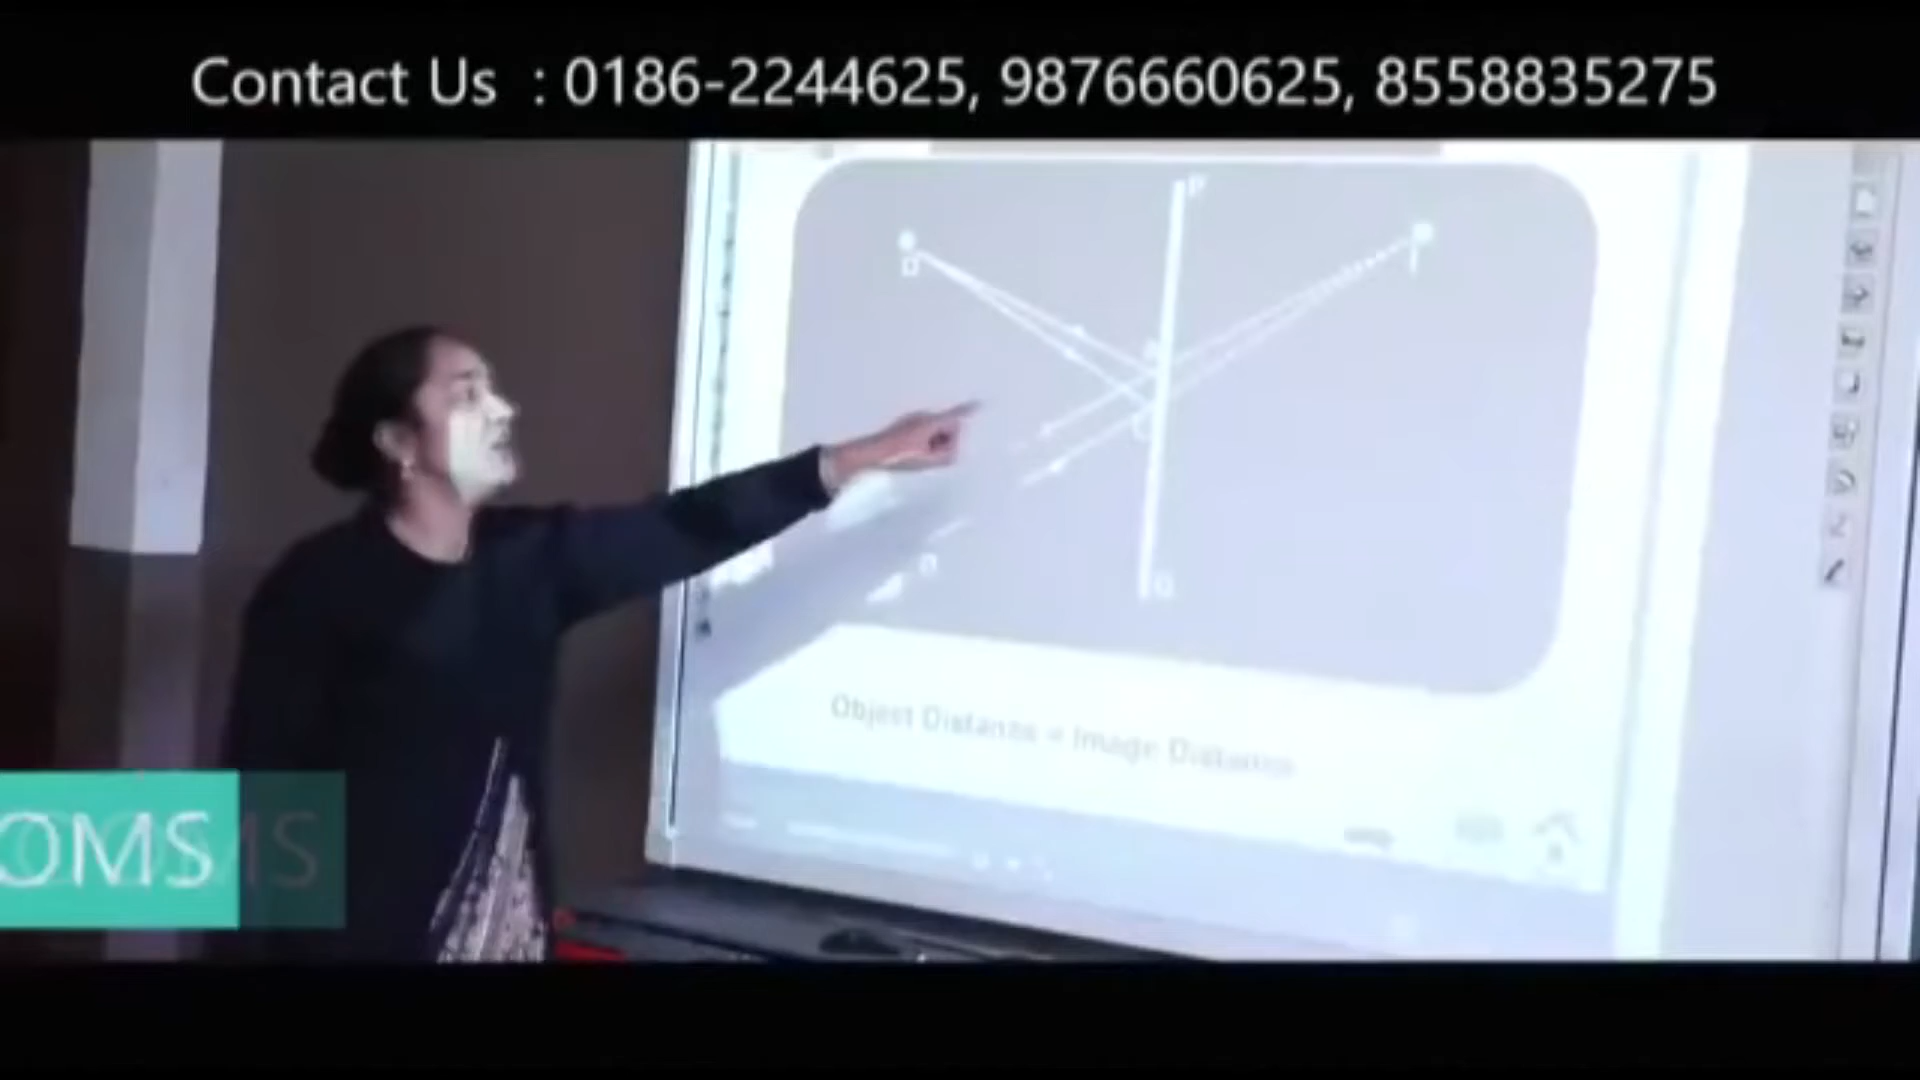 Contact Us : 0186-2244625, 9876660625, 8558835275
P
O
I
Q
Object Distance = Image Distance
OMS